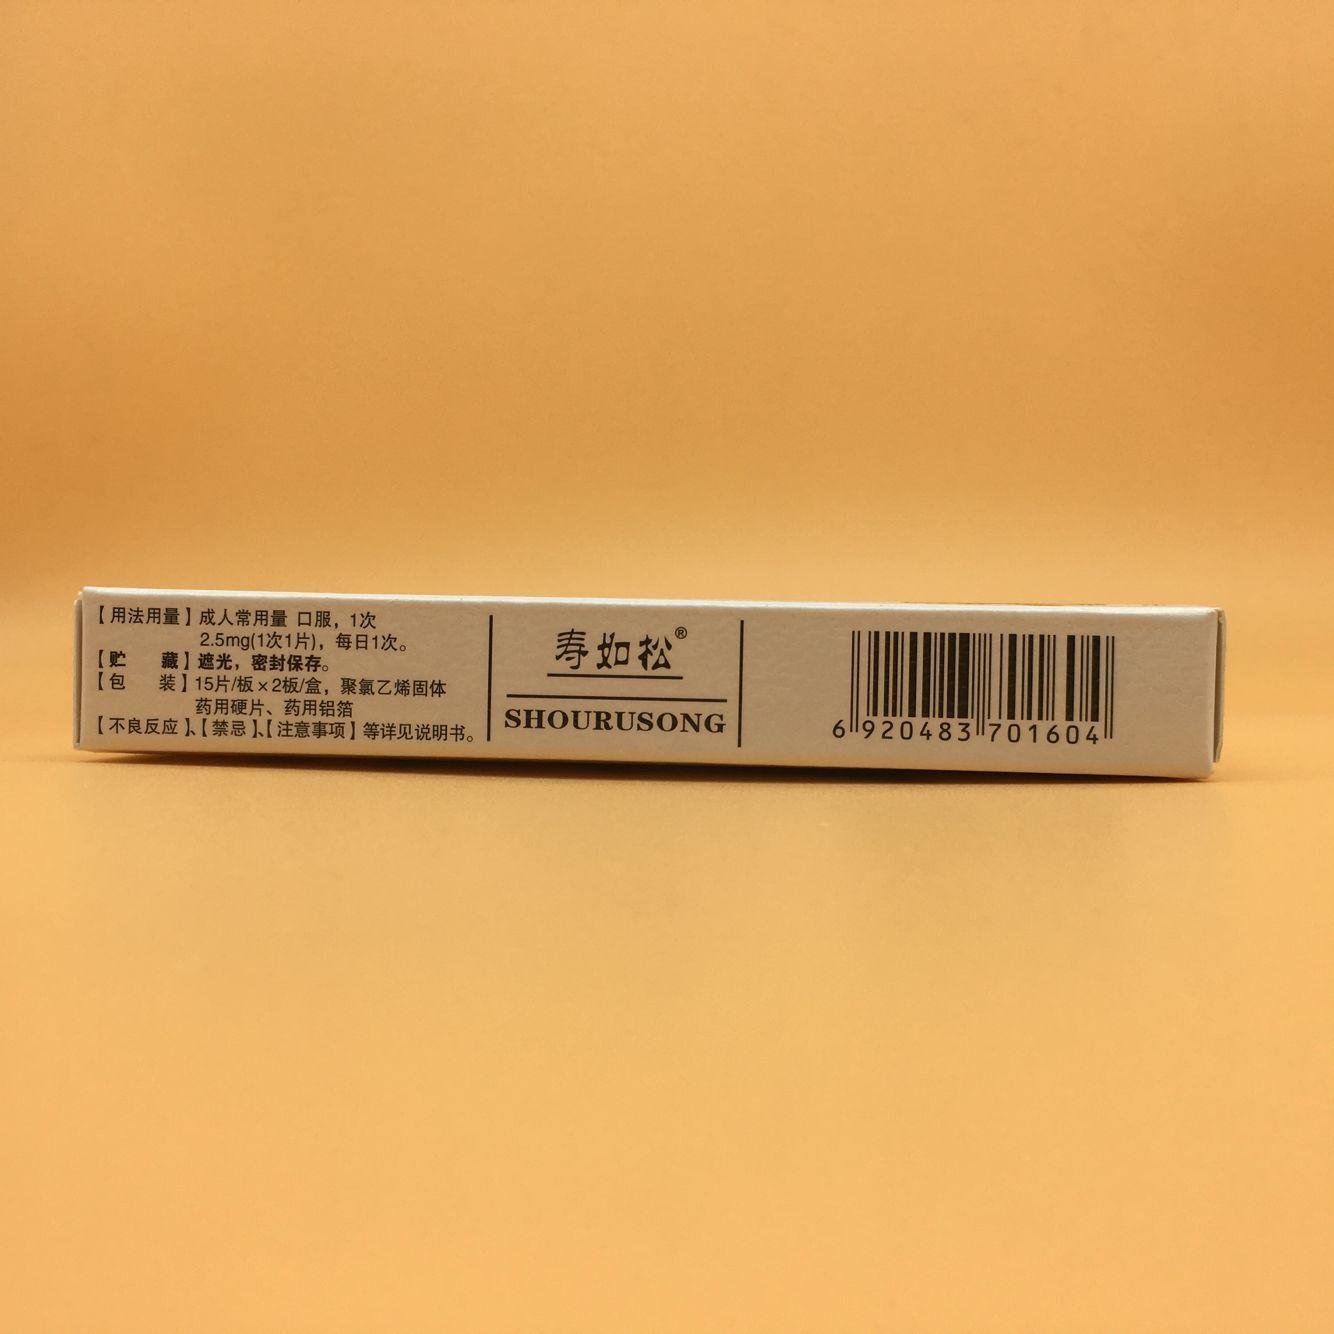 【用法用量】成人常用量 口服，1次
2.5mg(1次1片)，每日1次。
【贮 藏】遮光，密封保存。
【包 装】15片/板×2板/盒，聚氯乙烯固体
药用硬片、药用铝箔
【不良反应】、【禁忌】、【注意事项】等详见说明书。
寿如松®
SHOURUSONG
6 920483 701604